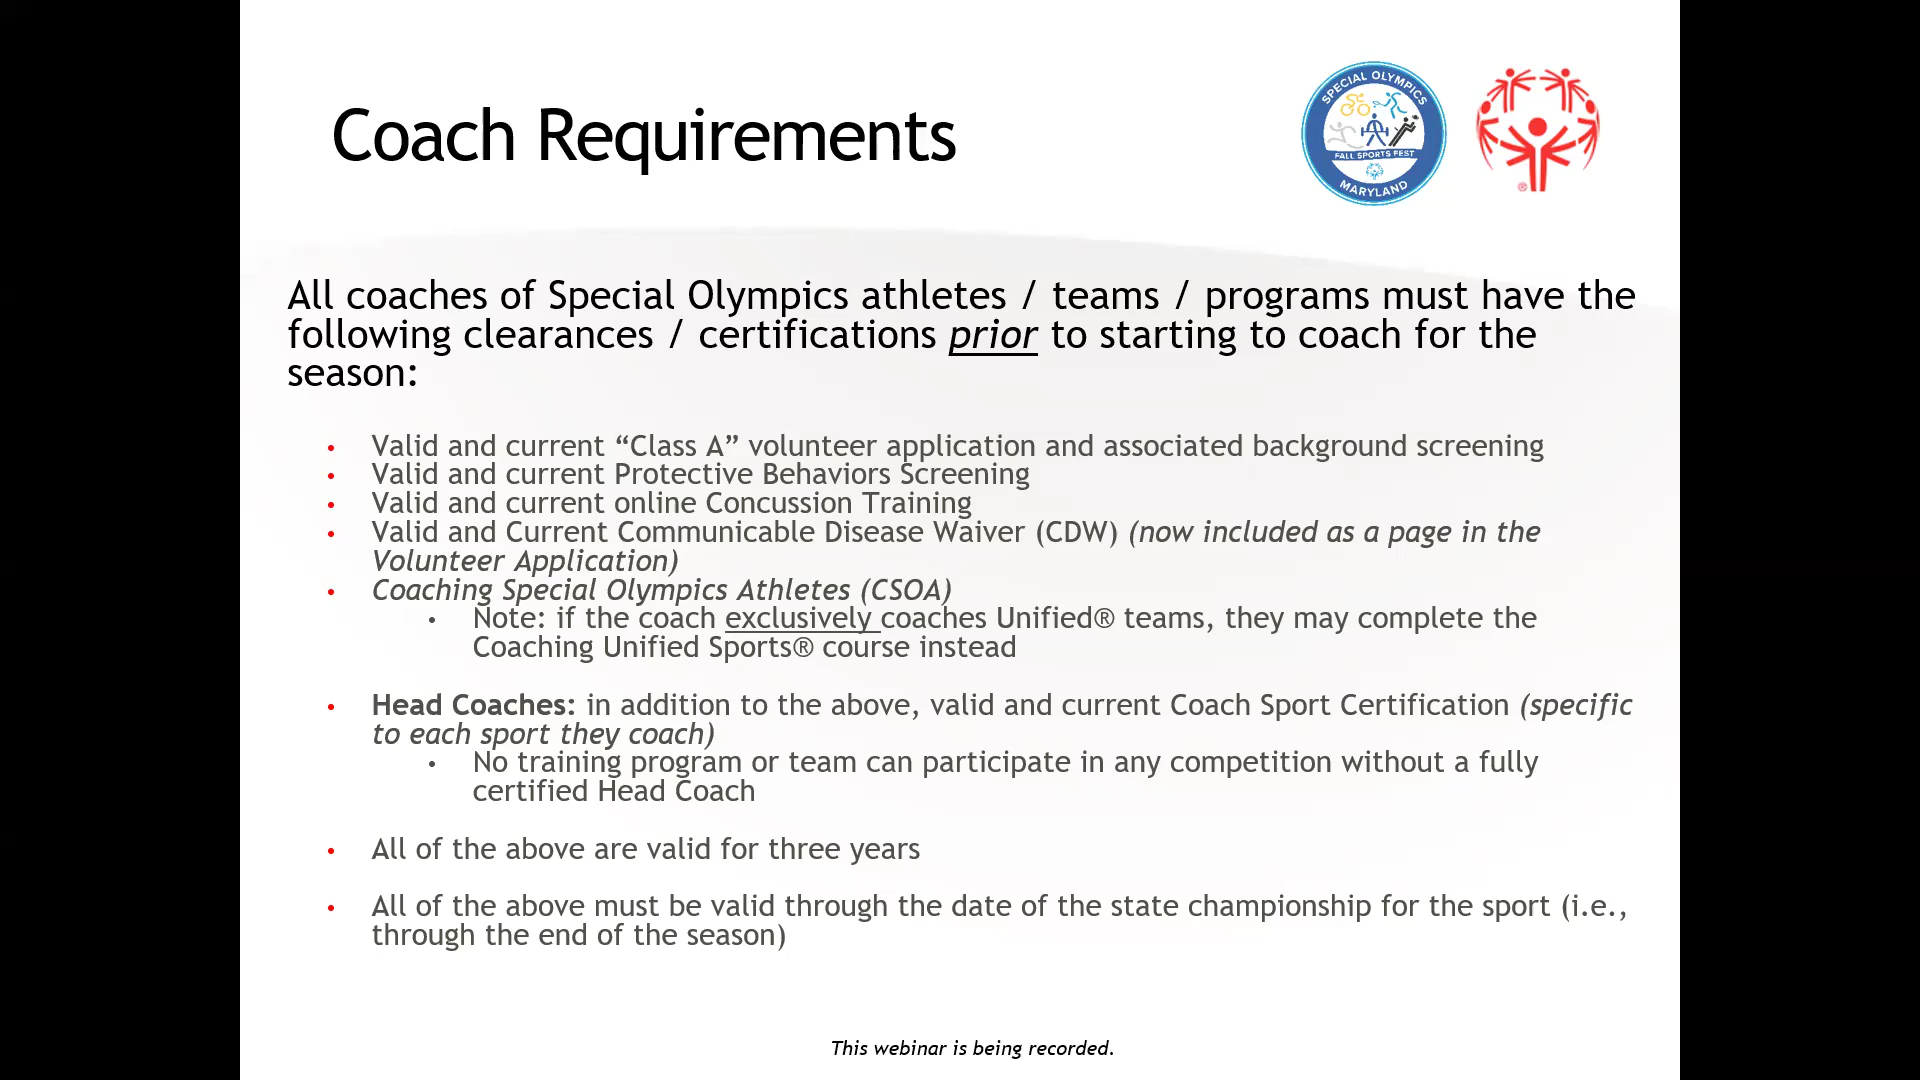 Coach Requirements
SPECIAL OLYMPICS
FALL SPORTS FEST
MARYLAND
®
All coaches of Special Olympics athletes / teams / programs must have the
following clearances / certifications prior to starting to coach for the
season:
• Valid and current “Class A” volunteer application and associated background screening
• Valid and current Protective Behaviors Screening
• Valid and current online Concussion Training
• Valid and Current Communicable Disease Waiver (CDW) (now included as a page in the
Volunteer Application)
• Coaching Special Olympics Athletes (CSOA)
• Note: if the coach exclusively coaches Unified® teams, they may complete the
Coaching Unified Sports® course instead
• Head Coaches: in addition to the above, valid and current Coach Sport Certification (specific
to each sport they coach)
• No training program or team can participate in any competition without a fully
certified Head Coach
• All of the above are valid for three years
• All of the above must be valid through the date of the state championship for the sport (i.e.,
through the end of the season)
This webinar is being recorded.